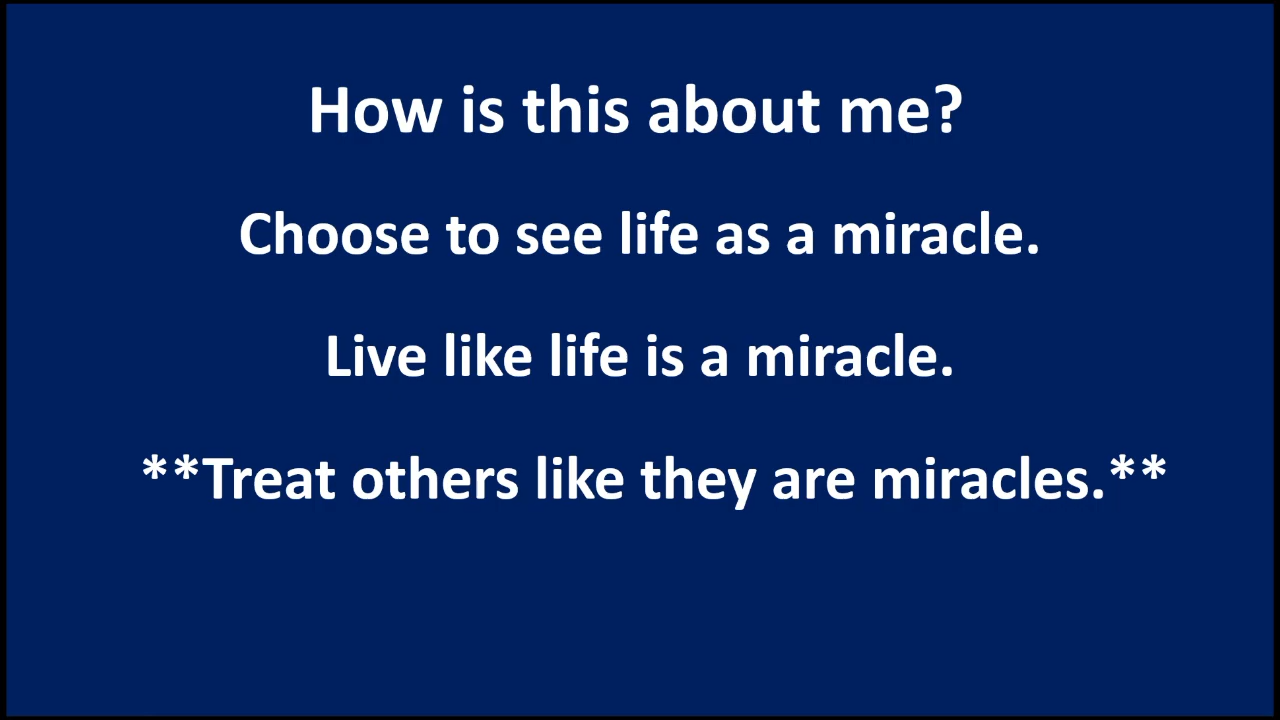 How is this about me?
Choose to see life as a miracle.
Live like life is a miracle.
**Treat others like they are miracles.**